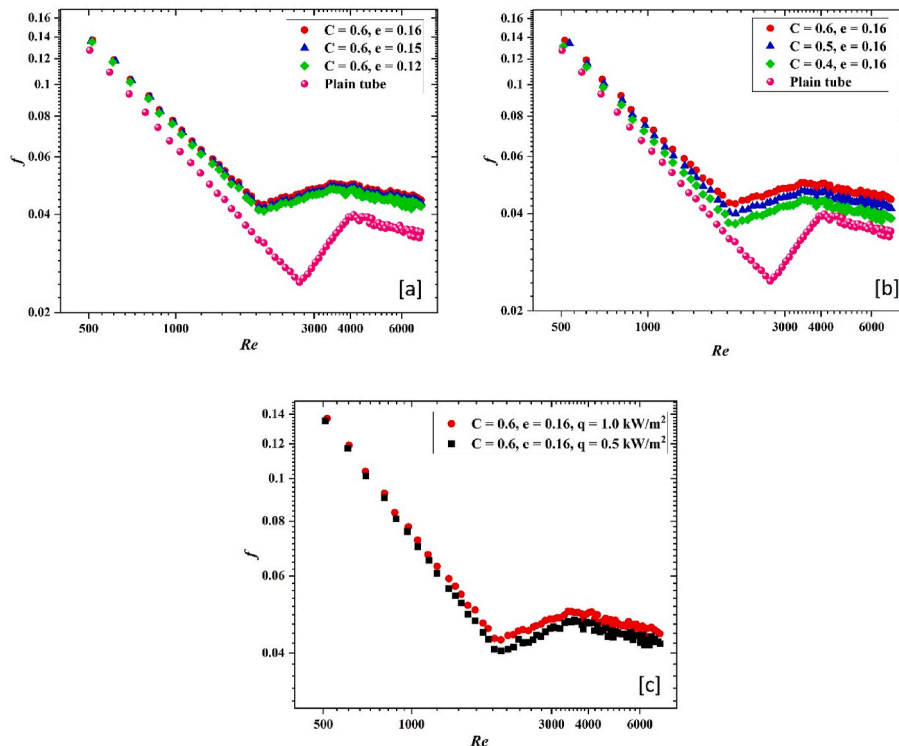 0.16
0.14
0.12
0.1
0.08
0.06
0.04
0.02
f
C = 0.6, e = 0.16
C = 0.6, e = 0.15
C = 0.6, e = 0.12
Plain tube
[a]
500
1000
3000
4000
6000
Re
0.16
0.14
0.12
0.1
0.08
0.06
0.04
0.02
f
C = 0.6, e = 0.16
C = 0.5, e = 0.16
C = 0.4, e = 0.16
Plain tube
[b]
500
1000
3000
4000
6000
Re
0.14
0.12
0.1
0.08
0.06
0.04
f
C = 0.6, e = 0.16, q = 1.0 kW/m²
C = 0.6, e = 0.16, q = 0.5 kW/m²
[c]
500
1000
3000
4000
6000
Re